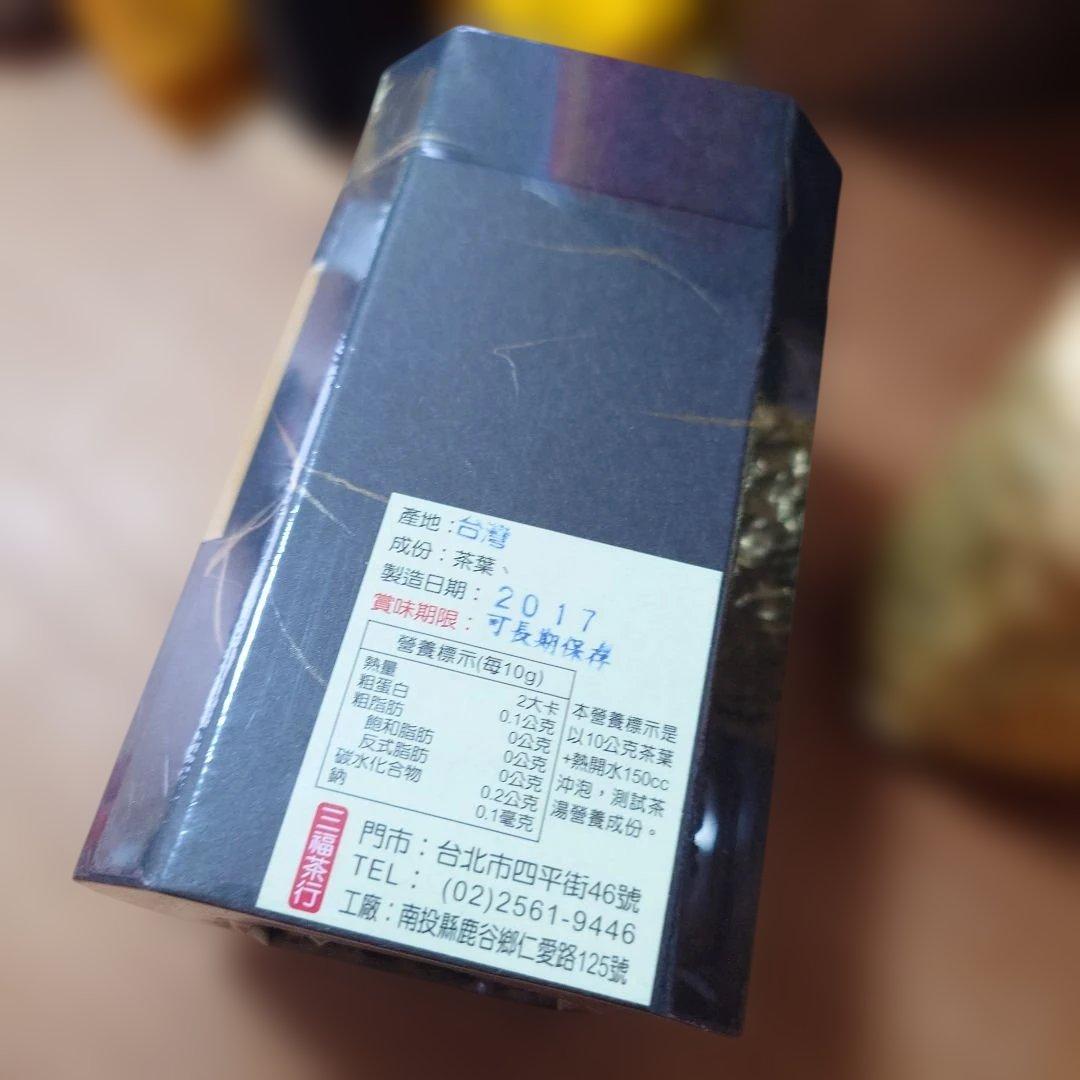 產地：台灣
成份：茶葉、
製造日期：2017
賞味期限：可長期保存
營養標示(每10g)
熱量 2大卡
粗蛋白 0.1公克
粗脂肪 0公克
飽和脂肪 0公克
反式脂肪 0公克
碳水化合物 0.2公克
鈉 0.1毫克
本營養標示是
以10公克茶葉
+熱開水150cc
沖泡，測試茶
湯營養成份。
三福茶行
門市：台北市四平街46號
TEL：(02)2561-9446
工廠：南投縣鹿谷鄉仁愛路125號